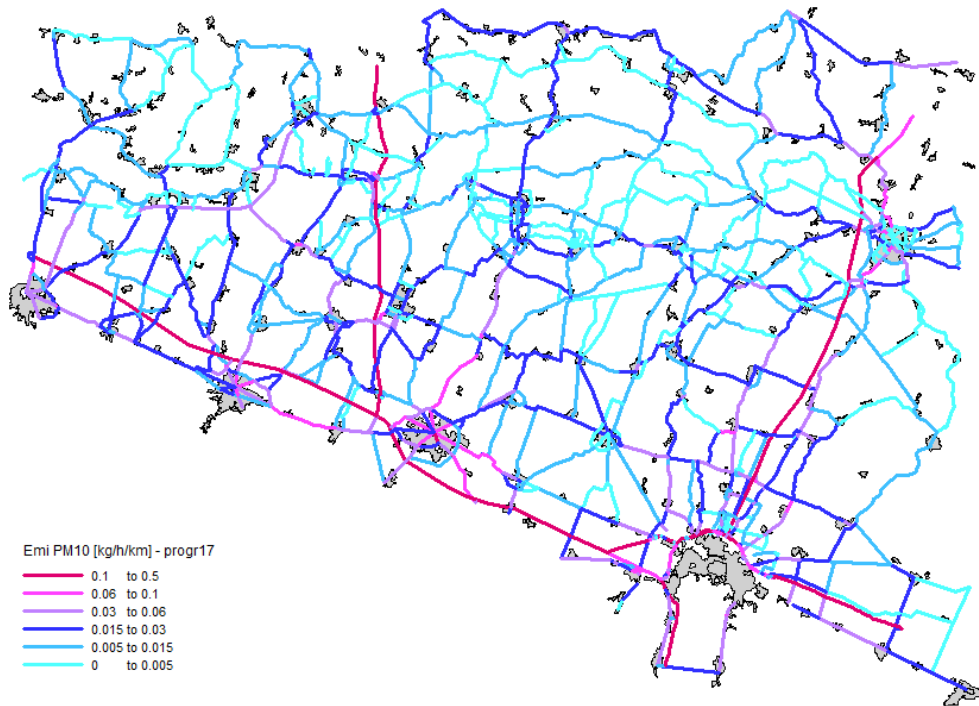 Emi PM10 [kg/h/km] - progr17
0.1 to 0.5
0.06 to 0.1
0.03 to 0.06
0.015 to 0.03
0.005 to 0.015
0 to 0.005